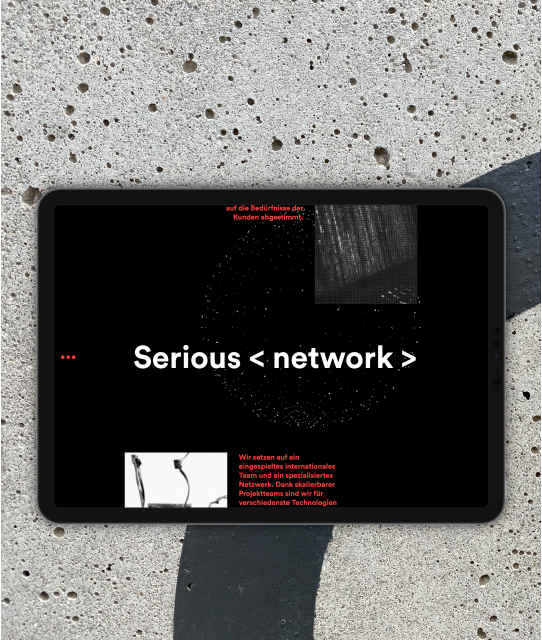 auf die Bedürfnisse der
Kunden abgestimmt.
Serious < network >
Wir setzen auf ein
eingespieltes internationales
Team und ein spezialisiertes
Netzwerk. Dank skalierbarer
Projektteams sind wir für
verschiedenste Technologien